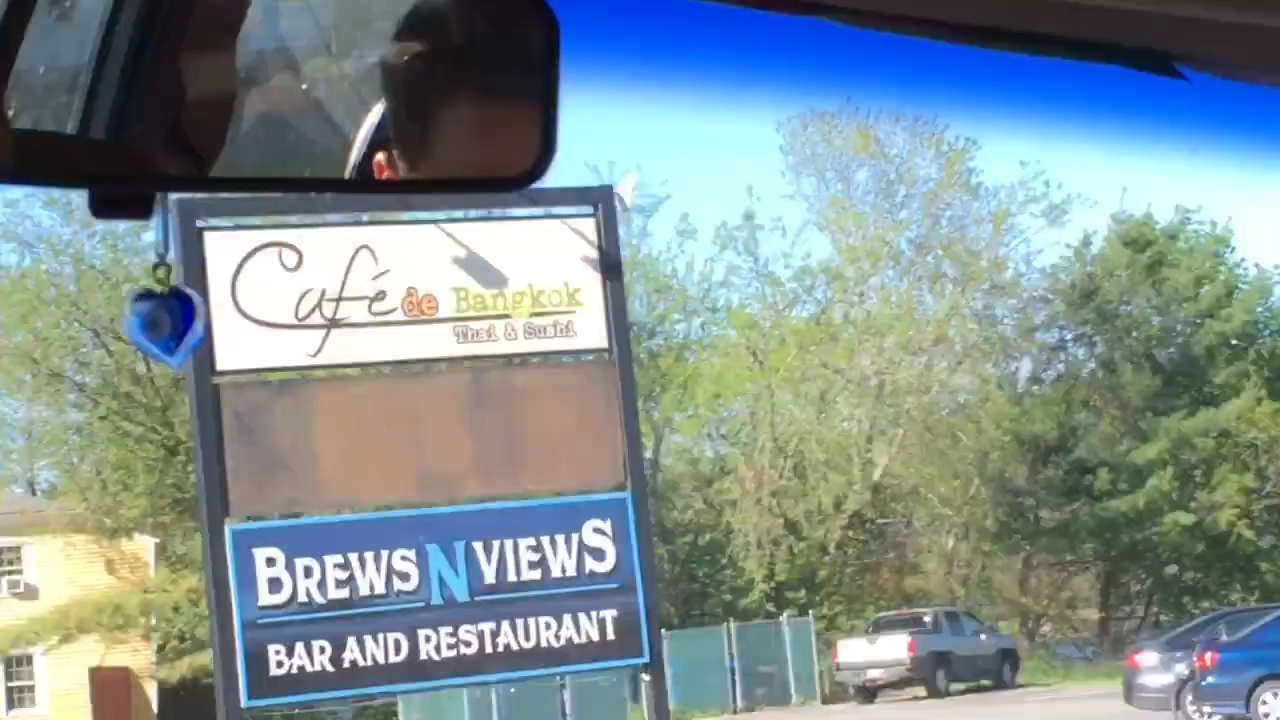 Café de Bangkok
Thai & Sushi
BREWS N VIEWS
BAR AND RESTAURANT